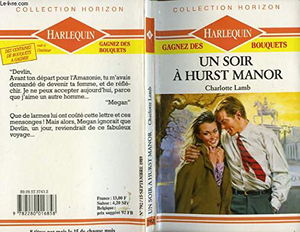 COLLECTION HORIZON
HARLEQUIN
GAGNEZ DES
BOUQUETS
"Devlin,
Avant ton départ pour l'Amazonie, tu m'avais
demandé de devenir ta femme, et de réflé-
chir. Je ne peux accepter aujourd'hui, parce
que j'aime un autre homme...
"Megan"
Que de larmes lui ont coûté cette lettre et ces
mensonges! Mais alors, Megan ignorait que
Devlin, un jour, reviendrait de ce fabuleux
voyage...
9782280016858
UN SOIR À HURST MANOR
COLLECTION HORIZON
HARLEQUIN
GAGNEZ DES
BOUQUETS
UN SOIR
À HURST MANOR
Charlotte Lamb